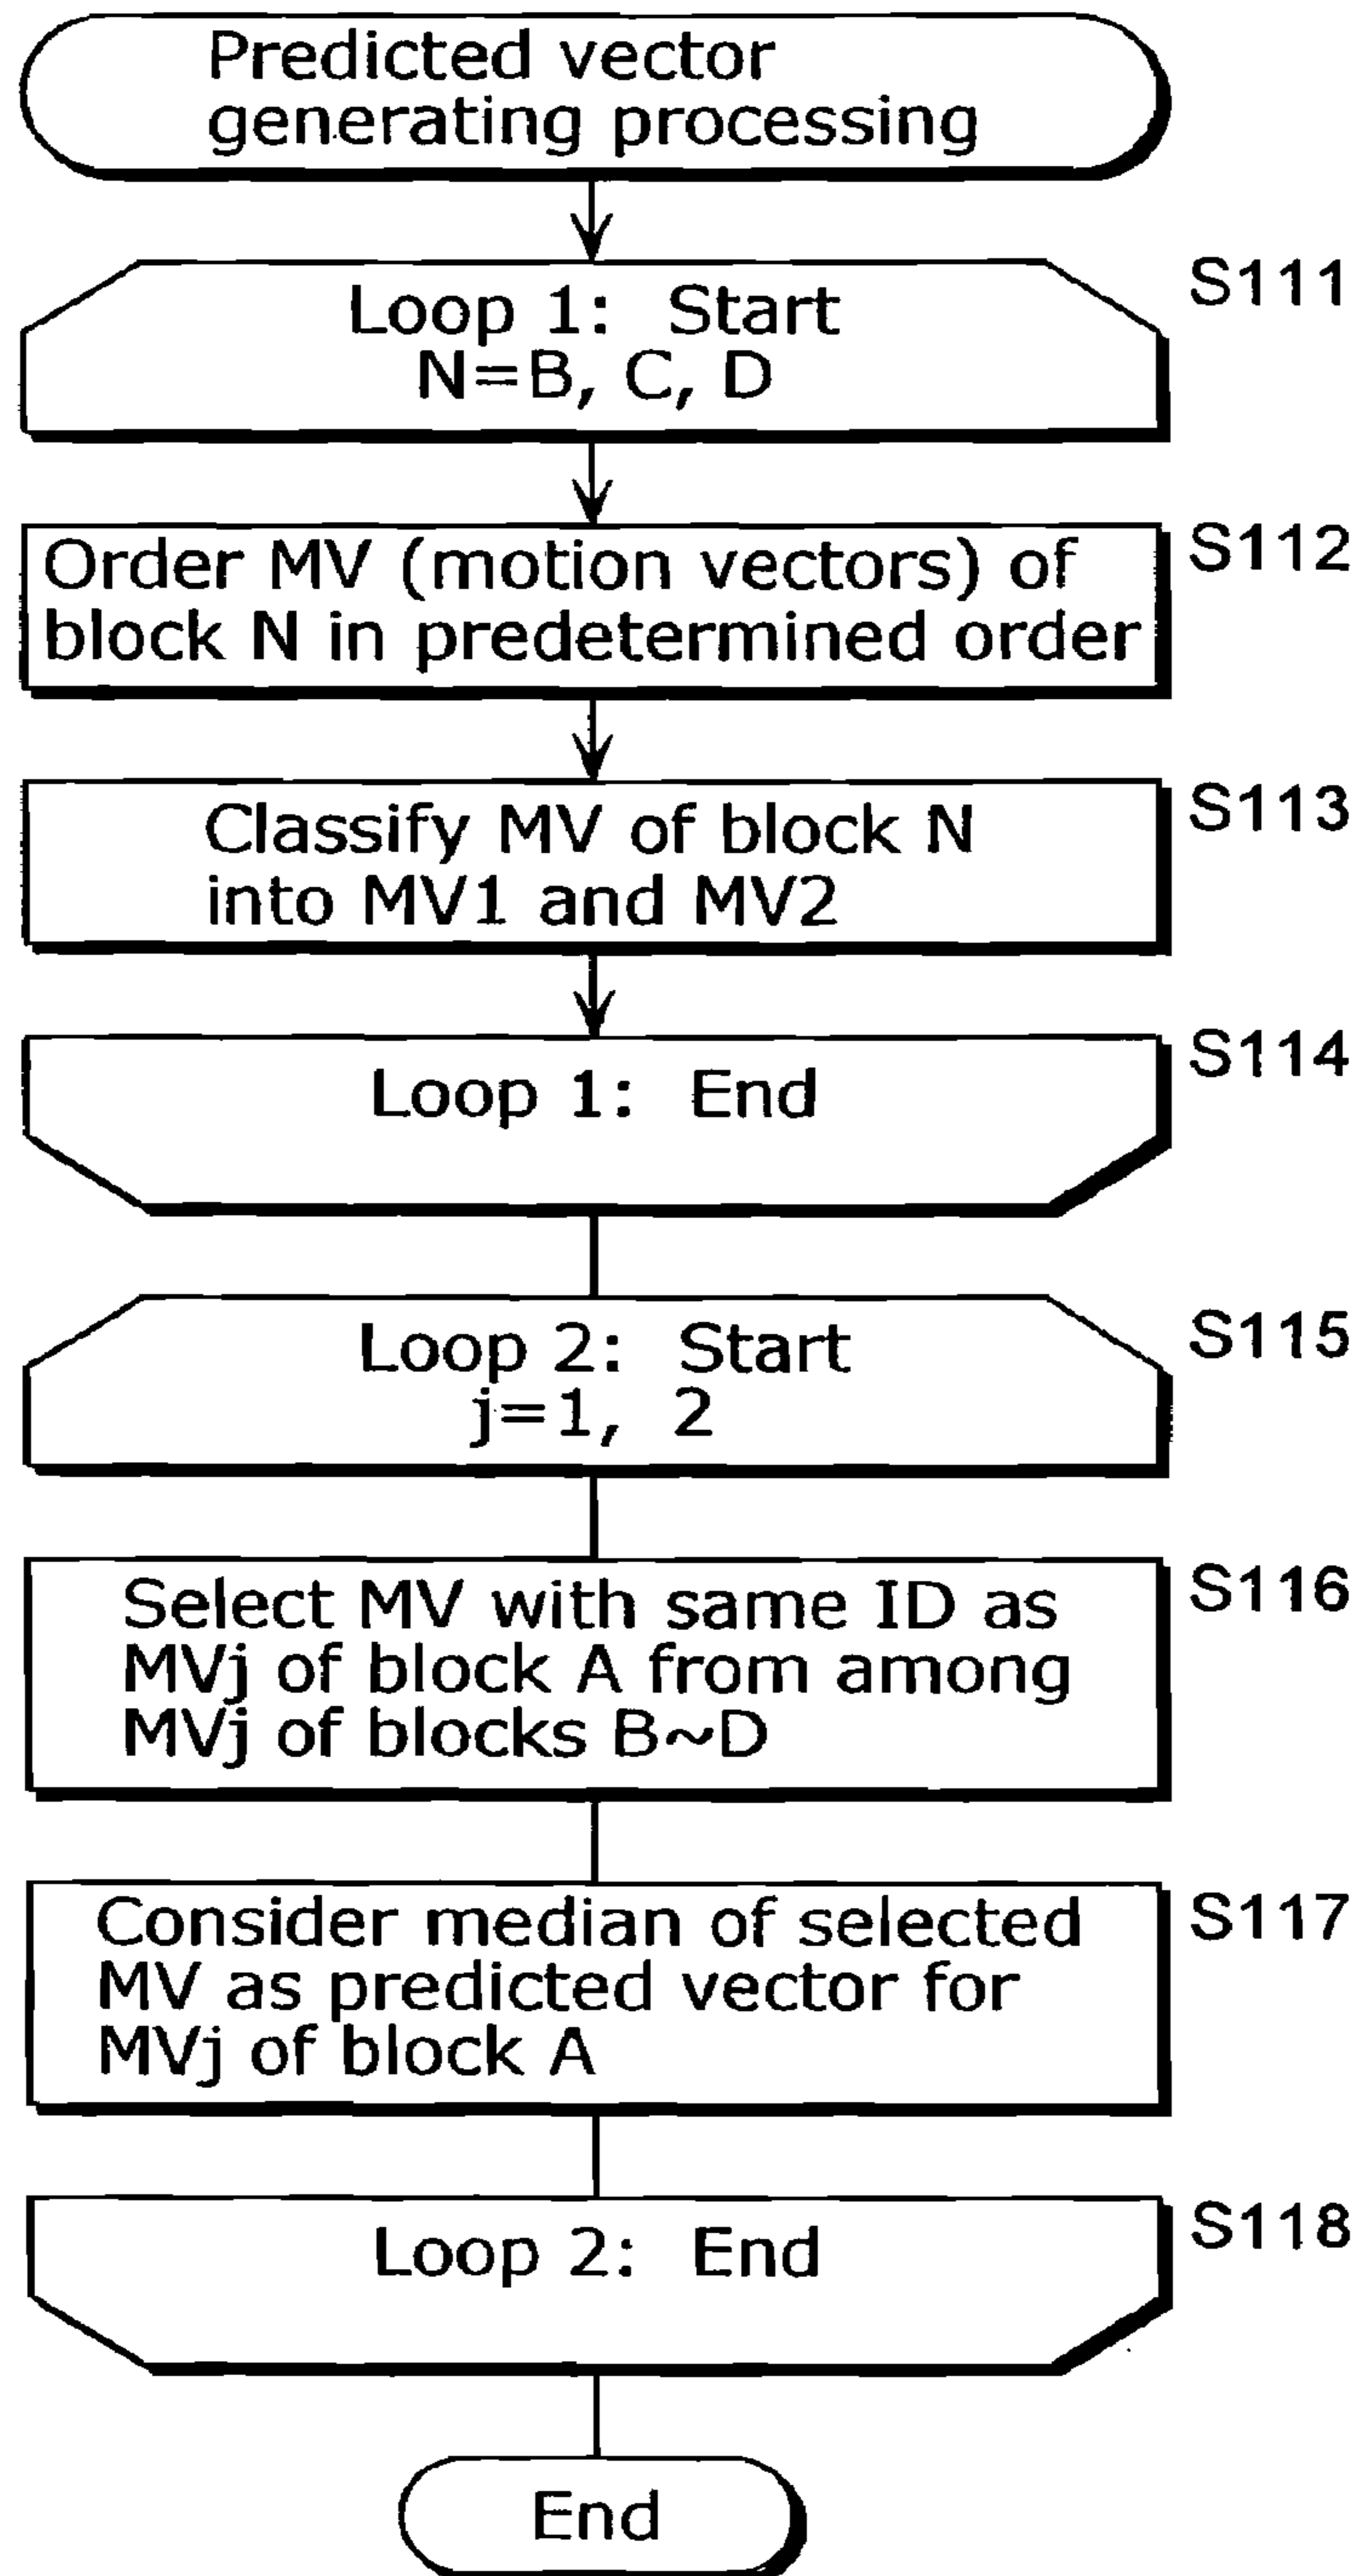 Predicted vector
generating processing
Loop 1: Start
N=B, C, D
S111
Order MV (motion vectors) of
block N in predetermined order
S112
Classify MV of block N
into MV1 and MV2
S113
Loop 1: End
S114
Loop 2: Start
j=1, 2
S115
Select MV with same ID as
MVj of block A from among
MVj of blocks B~D
S116
Consider median of selected
MV as predicted vector for
MVj of block A
S117
Loop 2: End
S118
End